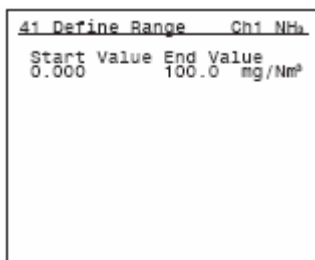 41 Define Range Ch1 NH₃
Start Value End Value
0.000 100.0 mg/Nm³